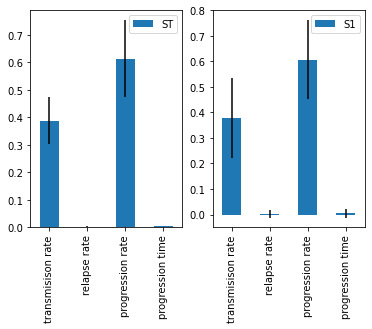 ST
0.7
0.6
0.5
0.4
0.3
0.2
0.1
0.0
transmisison rate
relapse rate
progression rate
progression time
S1
0.8
0.7
0.6
0.5
0.4
0.3
0.2
0.1
0.0
transmisison rate
relapse rate
progression rate
progression time